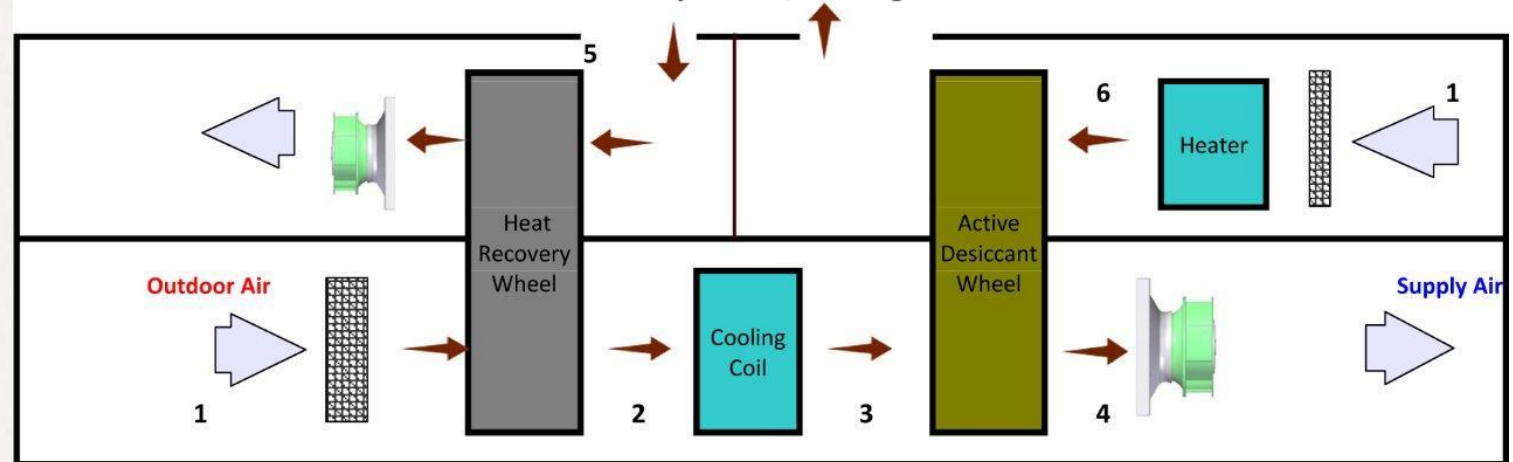 5
6
1
Heater
Heat
Recovery
Wheel
Active
Desiccant
Wheel
Outdoor Air
Supply Air
Cooling
Coil
1
2
3
4